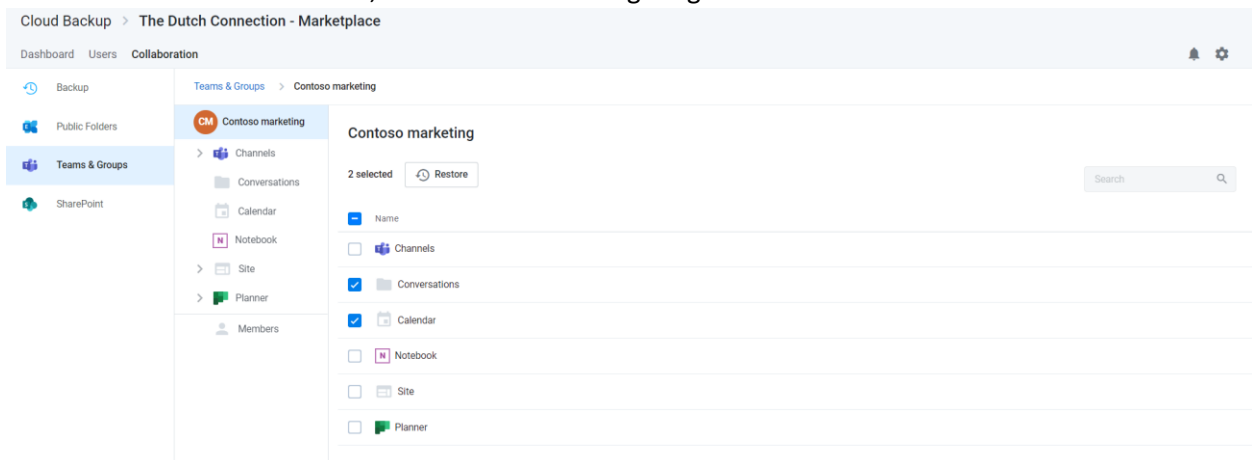 Cloud Backup > The Dutch Connection - Marketplace
Dashboard Users Collaboration
Backup
Public Folders
Teams & Groups
SharePoint
Teams & Groups > Contoso marketing
CM Contoso marketing
Channels
Conversations
Calendar
N Notebook
Site
Planner
Members
Contoso marketing
2 selected Restore Search
Name
Channels
Conversations
Calendar
N Notebook
Site
Planner